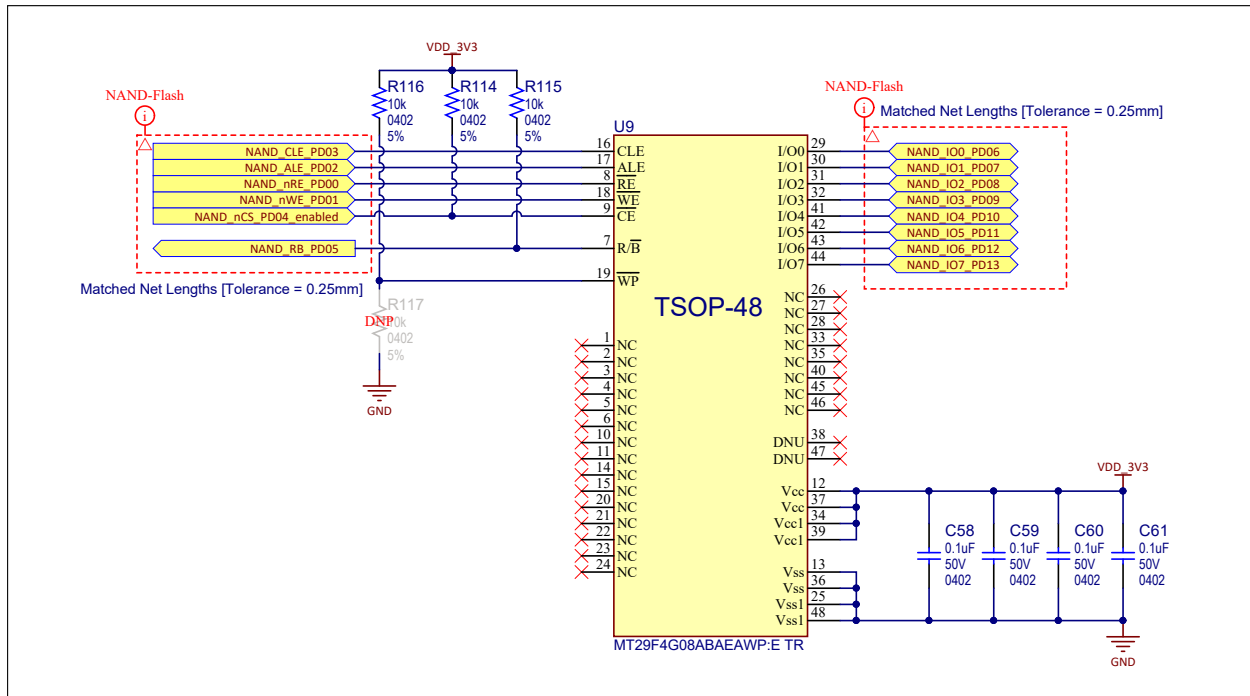 VDD_3V3
NAND-Flash
i
R116
10k
0402
5%
R114
10k
0402
5%
R115
10k
0402
5%
NAND_CLE_PD03
NAND_ALE_PD02
NAND_nRE_PD00
NAND_nWE_PD01
NAND_nCS_PD04_enabled
NAND_RB_PD05
Matched Net Lengths [Tolerance = 0.25mm]
R117
DNP
0402
5%
GND
U9
16 CLE
17 ALE
8 RE
18 WE
9 CE
7 R/B
19 WP
TSOP-48
1 NC
2 NC
3 NC
4 NC
5 NC
6 NC
10 NC
11 NC
14 NC
15 NC
20 NC
21 NC
22 NC
23 NC
24 NC
I/O0 29
I/O1 30
I/O2 31
I/O3 32
I/O4 41
I/O5 42
I/O6 43
I/O7 44
NC 26
NC 27
NC 28
NC 33
NC 35
NC 40
NC 45
NC 46
DNU 38
DNU 47
Vcc 12
Vcc 37
Vcc1 34
Vcc1 39
Vss 13
Vss 36
Vss1 25
Vss1 48
MT29F4G08ABAEAWP:E TR
NAND-Flash
i
Matched Net Lengths [Tolerance = 0.25mm]
NAND_IO0_PD06
NAND_IO1_PD07
NAND_IO2_PD08
NAND_IO3_PD09
NAND_IO4_PD10
NAND_IO5_PD11
NAND_IO6_PD12
NAND_IO7_PD13
VDD_3V3
C58
0.1uF
50V
0402
C59
0.1uF
50V
0402
C60
0.1uF
50V
0402
C61
0.1uF
50V
0402
GND